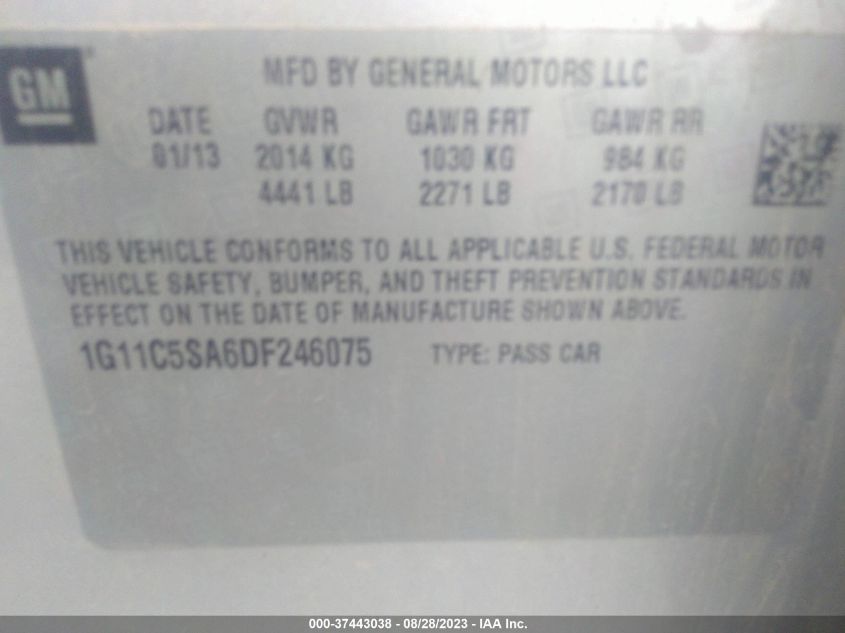 GM
MFD BY GENERAL MOTORS LLC
DATE GVWR GAWR FRT GAWR RR
01/13 2014 KG 1030 KG 984 KG
4441 LB 2271 LB 2170 LB
THIS VEHICLE CONFORMS TO ALL APPLICABLE U.S. FEDERAL MOTOR
VEHICLE SAFETY, BUMPER, AND THEFT PREVENTION STANDARDS IN
EFFECT ON THE DATE OF MANUFACTURE SHOWN ABOVE.
1G11C5SA6DF246075 TYPE: PASS CAR
000-37443038 - 08/28/2023 - IAA Inc.